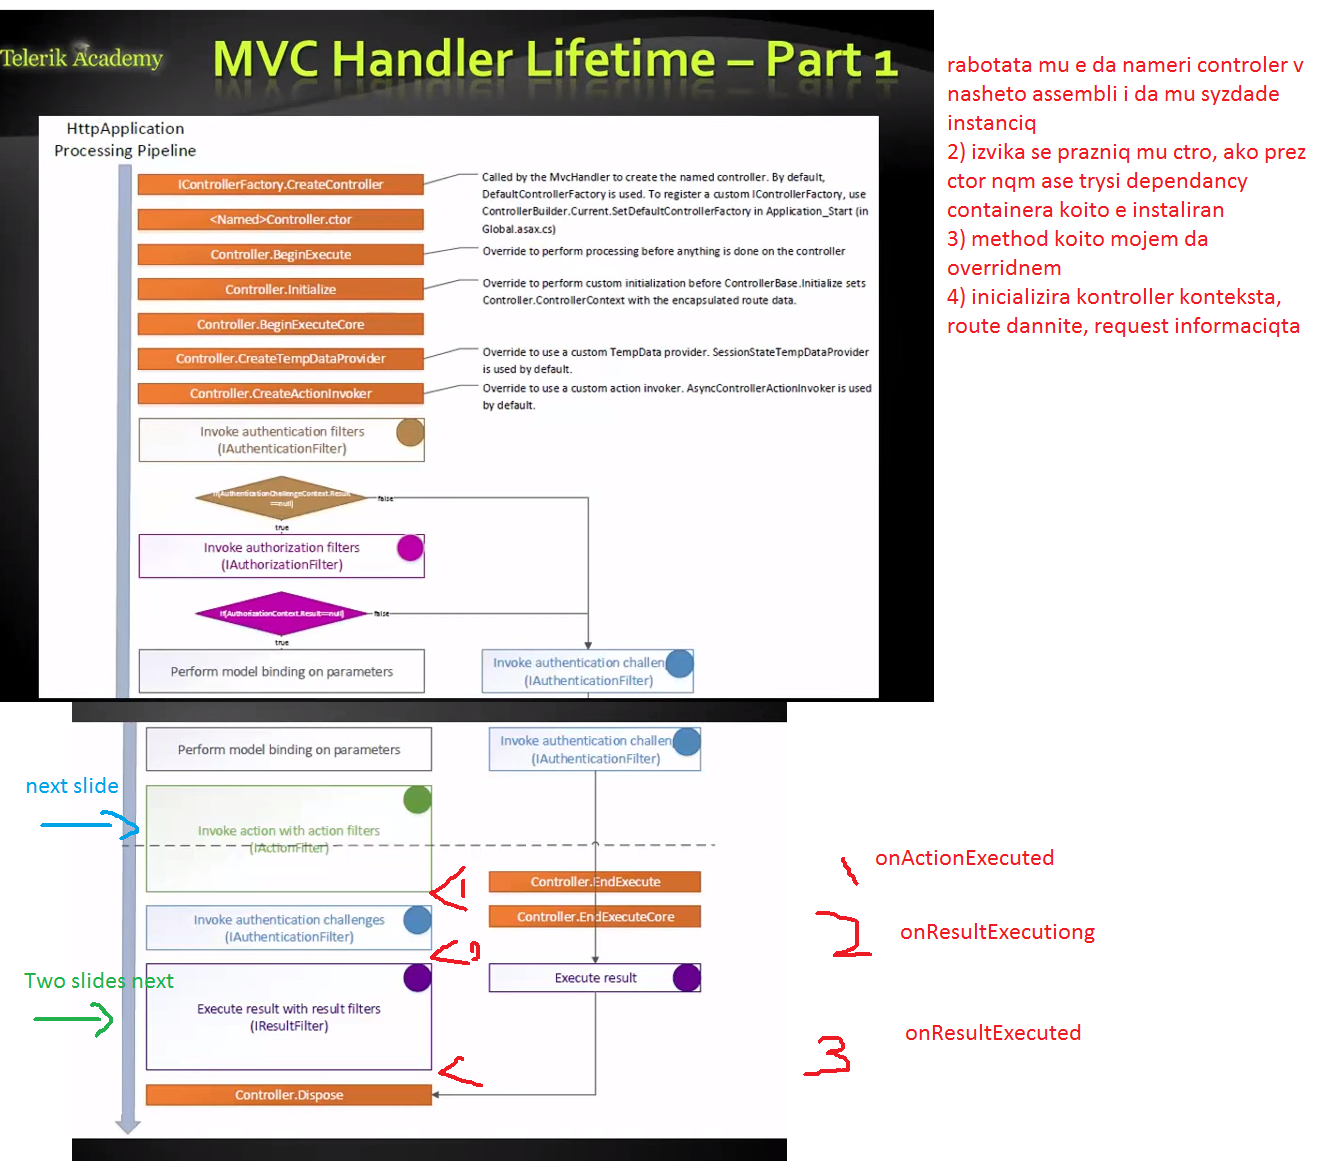 Telerik Academy
MVC Handler Lifetime – Part 1
HttpApplication
Processing Pipeline
IControllerFactory.CreateController
Called by the MvcHandler to create the named controller. By default,
DefaultControllerFactory is used. To register a custom IControllerFactory, use
ControllerBuilder.Current.SetDefaultControllerFactory in Application_Start (in
Global.asax.cs)
<Named>Controller.ctor
Controller.BeginExecute
Override to perform processing before anything is done on the controller
Controller.Initialize
Override to perform custom initialization before ControllerBase.Initialize sets
Controller.ControllerContext with the encapsulated route data.
Controller.BeginExecuteCore
Controller.CreateTempDataProvider
Override to use a custom TempData provider. SessionStateTempDataProvider
is used by default.
Controller.CreateActionInvoker
Override to use a custom action invoker. AsyncControllerActionInvoker is used
by default.
Invoke authentication filters
(IAuthenticationFilter)
If(AuthenticationChallengeContext.Result
==null)
false
true
Invoke authorization filters
(IAuthorizationFilter)
If(AuthorizationContext.Result==null)
false
true
Perform model binding on parameters
Invoke authentication challen
(IAuthenticationFilter)
rabotata mu e da nameri controler v
nasheto assembli i da mu syzdade
instanciq
2) izvika se prazniq mu ctro, ako prez
ctor nqm ase trysi dependancy
containera koito e instaliran
3) method koito mojem da
overridnem
4) inicializira kontroller konteksta,
route dannite, request informaciqta
Perform model binding on parameters
Invoke authentication challen
(IAuthenticationFilter)
next slide
Invoke action with action filters
(IActionFilter)
1
Controller.EndExecute
Controller.EndExecuteCore
Invoke authentication challenges
(IAuthenticationFilter)
Two slides next
Execute result with result filters
(IResultFilter)
Execute result
Controller.Dispose
onActionExecuted
2 onResultExecutiong
3 onResultExecuted